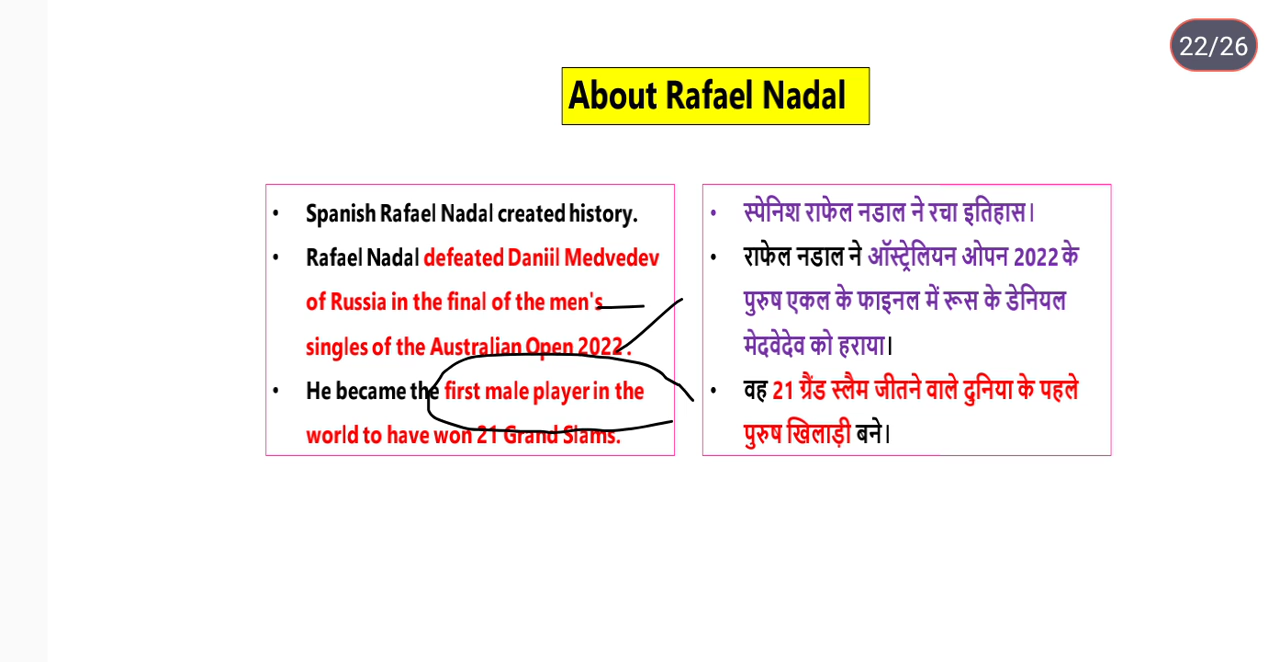 22/26
About Rafael Nadal
• Spanish Rafael Nadal created history.
• Rafael Nadal defeated Daniil Medvedev
of Russia in the final of the men's
singles of the Australian Open 2022.
• He became the first male player in the
world to have won 21 Grand Slams.
• स्पेनिश राफेल नडाल ने रचा इतिहास।
• राफेल नडाल ने ऑस्ट्रेलियन ओपन 2022 के
पुरुष एकल के फाइनल में रूस के डेनियल
मेदवेदेव को हराया।
• वह 21 ग्रैंड स्लैम जीतने वाले दुनिया के पहले
पुरुष खिलाड़ी बने।